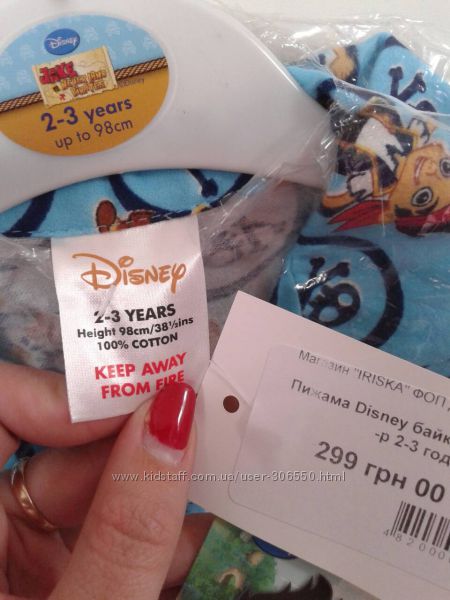 Disney
Disney
2-3 years
up to 98cm
Disney
2-3 YEARS
Height 98cm/38½ins
100% COTTON
KEEP AWAY
FROM FIRE
Магазин "IRISKA" ФОП
Пижама Disney байк
-р 2-3 год
299 грн 00
482000
www.kidstaff.com.ua/user-306550.html